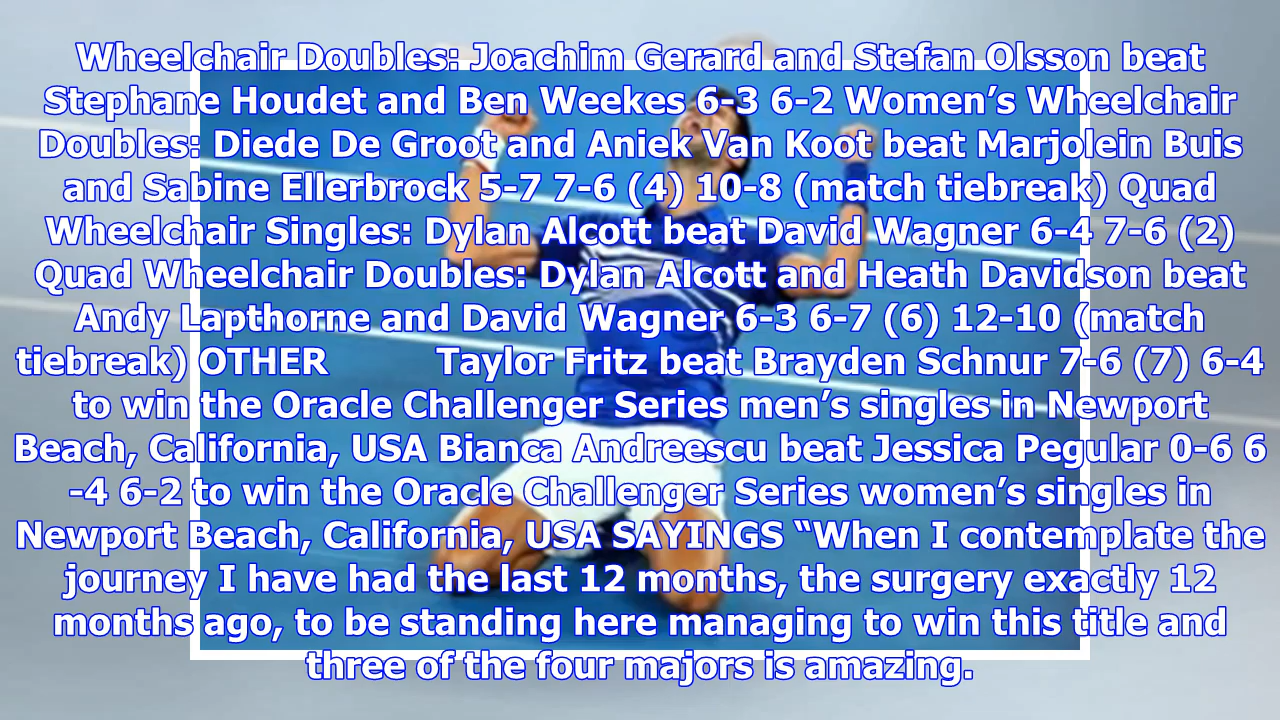 Wheelchair Doubles: Joachim Gerard and Stefan Olsson beat
Stephane Houdet and Ben Weekes 6-3 6-2 Women’s Wheelchair
Doubles: Diede De Groot and Aniek Van Koot beat Marjolein Buis
and Sabine Ellerbrock 5-7 7-6 (4) 10-8 (match tiebreak) Quad
Wheelchair Singles: Dylan Alcott beat David Wagner 6-4 7-6 (2)
Quad Wheelchair Doubles: Dylan Alcott and Heath Davidson beat
Andy Lapthorne and David Wagner 6-3 6-7 (6) 12-10 (match
tiebreak) OTHER Taylor Fritz beat Brayden Schnur 7-6 (7) 6-4
to win the Oracle Challenger Series men’s singles in Newport
Beach, California, USA Bianca Andreescu beat Jessica Pegular 0-6 6
-4 6-2 to win the Oracle Challenger Series women’s singles in
Newport Beach, California, USA SAYINGS “When I contemplate the
journey I have had the last 12 months, the surgery exactly 12
months ago, to be standing here managing to win this title and
three of the four majors is amazing.